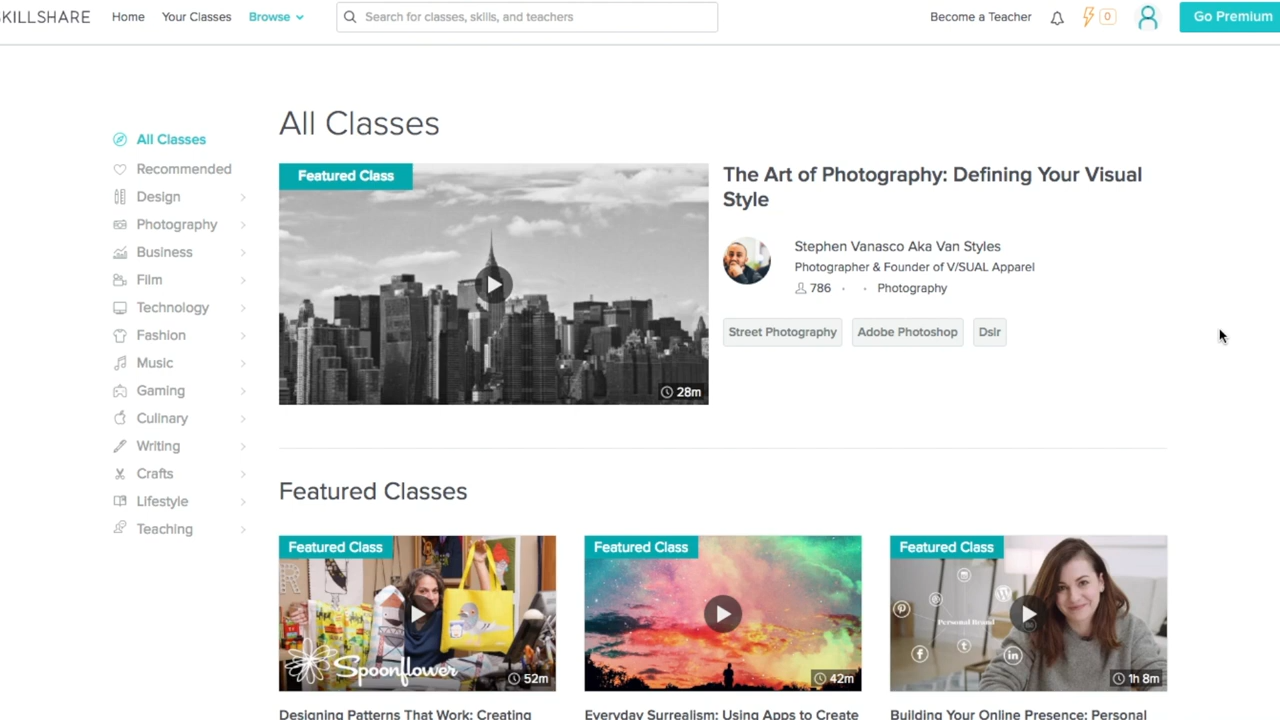 KILLSHARE Home Your Classes Browse Search for classes, skills, and teachers Become a Teacher 0 Go Premium
All Classes
All Classes
Recommended
Design
Photography
Business
Film
Technology
Fashion
Music
Gaming
Culinary
Writing
Crafts
Lifestyle
Teaching
Featured Class
28m
The Art of Photography: Defining Your Visual
Style
Stephen Vanasco Aka Van Styles
Photographer & Founder of V/SUAL Apparel
786 · · Photography
Street Photography Adobe Photoshop Dslr
Featured Classes
Featured Class
Spoonflower
52m
Featured Class
42m
Featured Class
Personal Brand
1h 8m
Designing Patterns That Work: Creating
Everyday Surrealism: Using Apps to Create
Building Your Online Presence: Personal